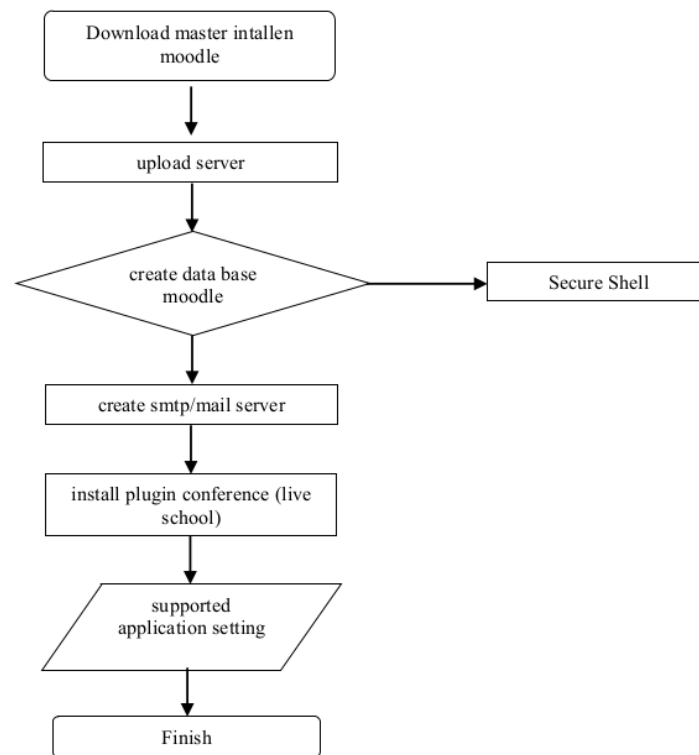 Download master intallen
moodle
upload server
create data base
moodle
Secure Shell
create smtp/mail server
install plugin conference (live
school)
supported
application setting
Finish